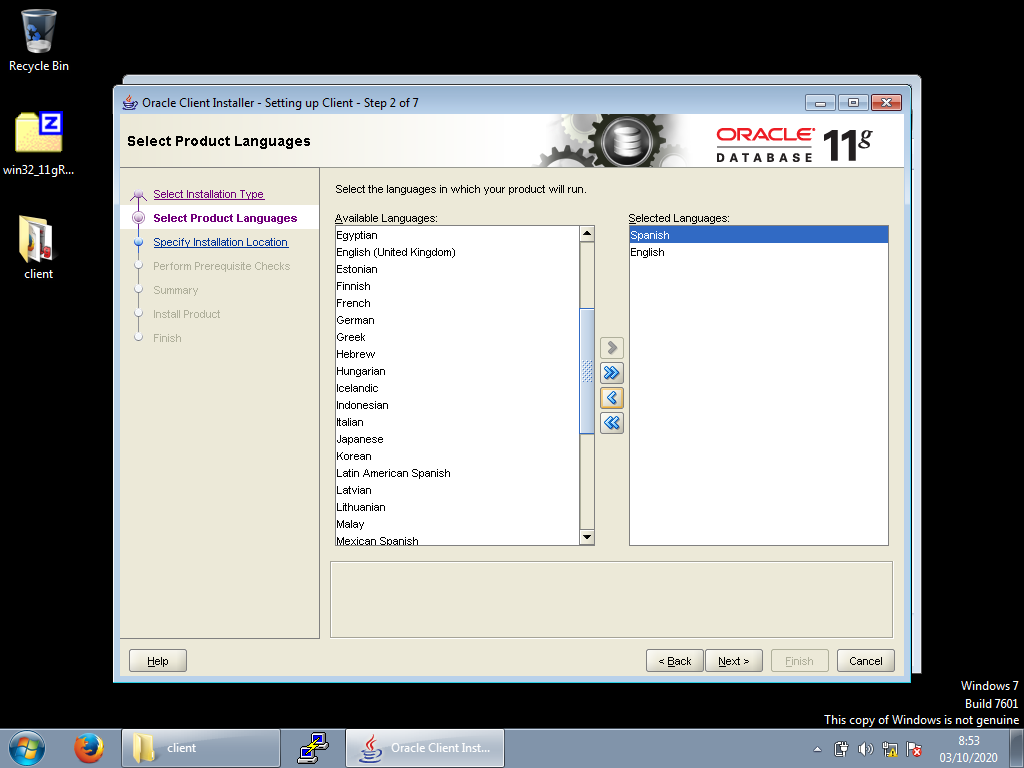 Recycle Bin
win32_11gR...
client
Oracle Client Installer - Setting up Client - Step 2 of 7
Select Product Languages
ORACLE
DATABASE 11g
Select Installation Type
Select Product Languages
Specify Installation Location
Perform Prerequisite Checks
Summary
Install Product
Finish
Select the languages in which your product will run.
Available Languages:
Egyptian
English (United Kingdom)
Estonian
Finnish
French
German
Greek
Hebrew
Hungarian
Icelandic
Indonesian
Italian
Japanese
Korean
Latin American Spanish
Latvian
Lithuanian
Malay
Mexican Spanish
Selected Languages:
Spanish
English
Help
< Back
Next >
Finish
Cancel
Windows 7
Build 7601
This copy of Windows is not genuine
client
Oracle Client Inst...
8:53
03/10/2020